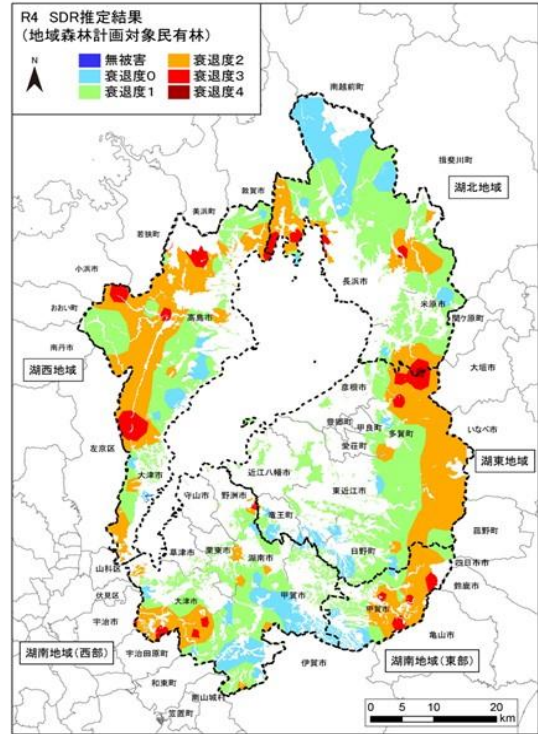 R4 SDR推定結果
(地域森林計画対象民有林)
無被害
衰退度0
衰退度1
衰退度2
衰退度3
衰退度4
N
南越前町
揖斐川町
湖北地域
敦賀市
美浜町
若狭町
小浜市
おおい町
南丹市
高島市
長浜市
米原市
関ケ原町
大垣市
湖西地域
彦根市
豊郷町
甲良町
多賀町
いなべ市
愛荘町
左京区
大津市
湖東地域
近江八幡市
東近江市
守山市
野洲市
竜王町
菰野町
日野町
草津市
栗東市
湖南市
山科区
四日市市
鈴鹿市
伏見区
大津市
甲賀市
甲賀市
宇治市
亀山市
湖南地域(西部)
宇治田原町
伊賀市
湖南地域(東部)
和束町
南山城村
笠置町
0 5 10 20
km